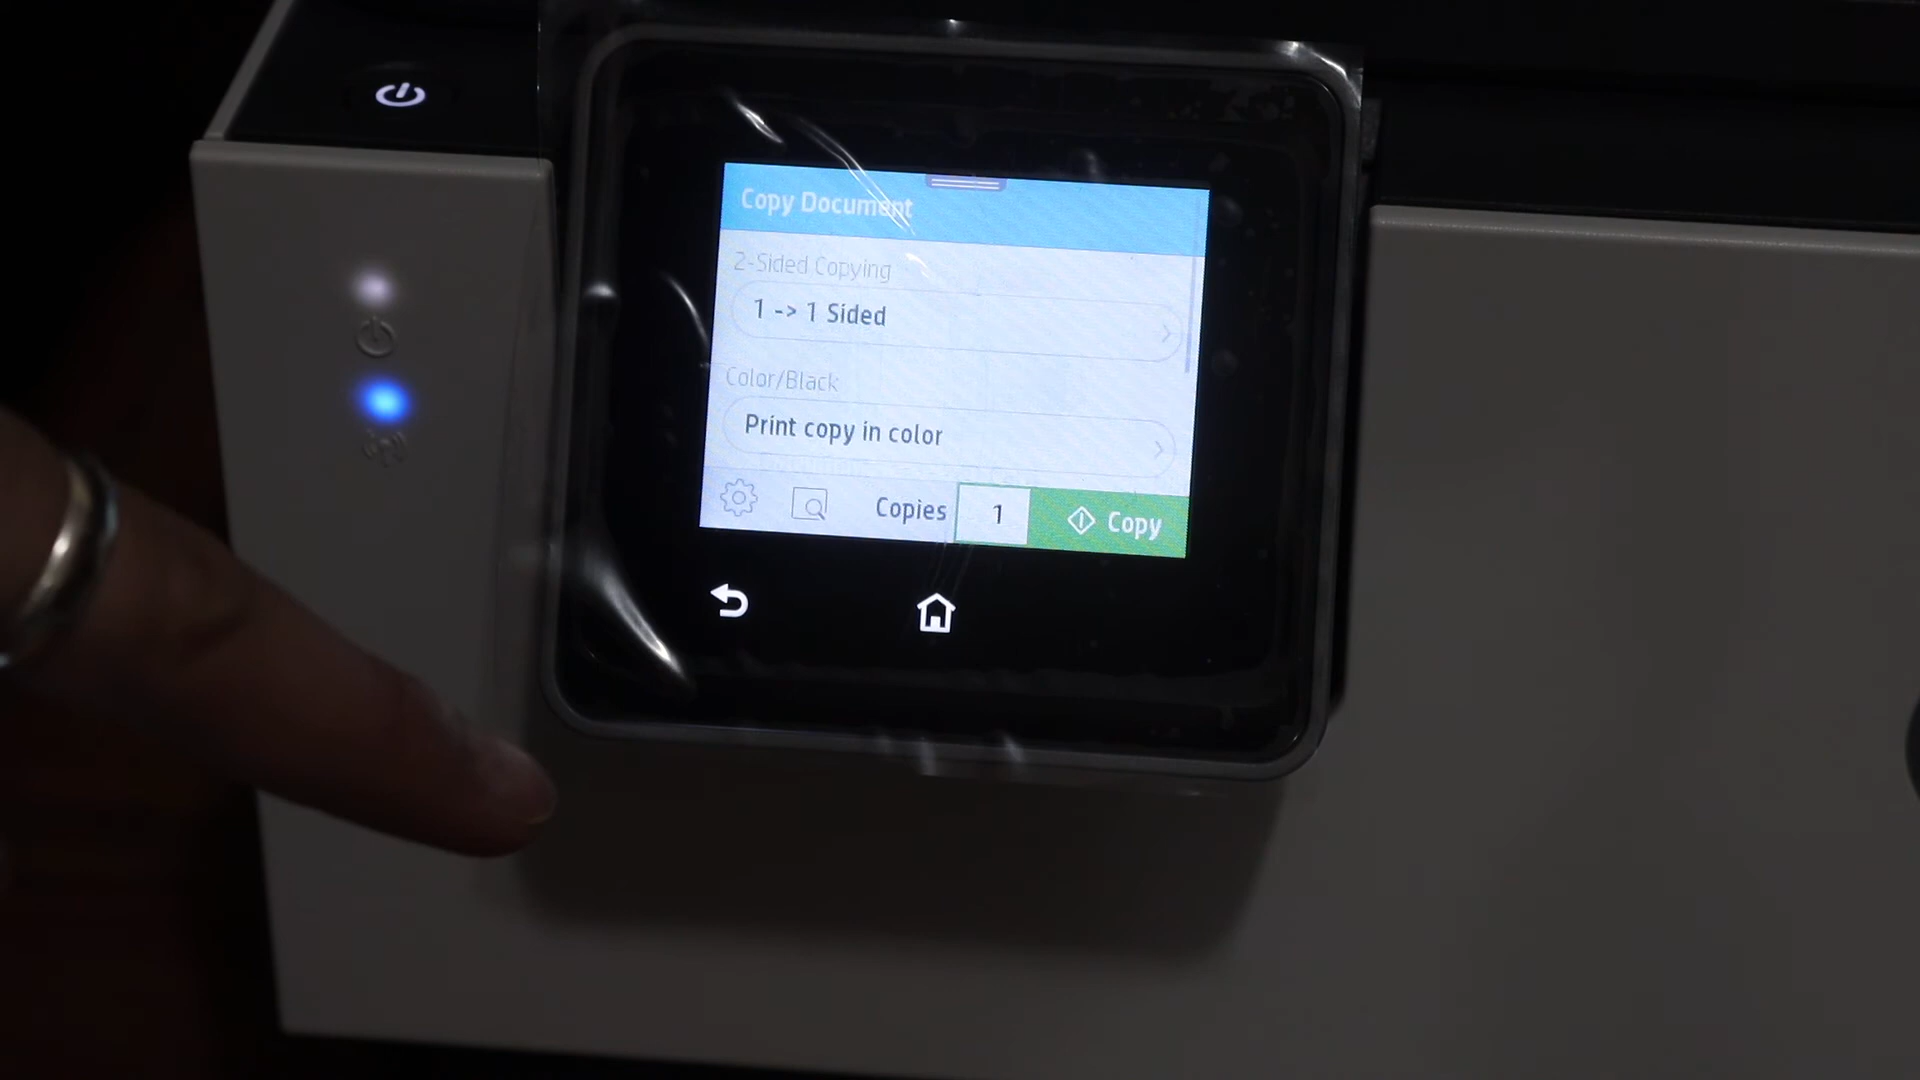 Copy Document
2-Sided Copying
1 -> 1 Sided
Color/Black
Print copy in color
Copies 1 Copy